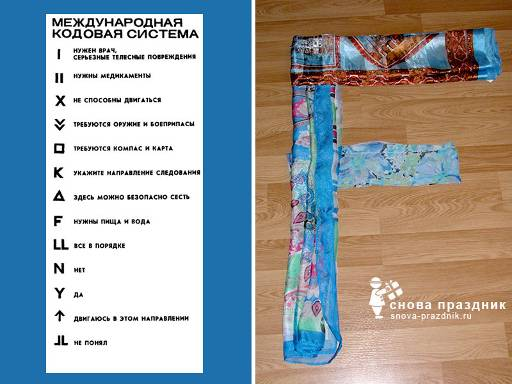 МЕЖДУНАРОДНАЯ
КОДОВАЯ СИСТЕМА
I НУЖЕН ВРАЧ,
СЕРЬЕЗНЫЕ ТЕЛЕСНЫЕ ПОВРЕЖДЕНИЯ
II НУЖНЫ МЕДИКАМЕНТЫ
X НЕ СПОСОБНЫ ДВИГАТЬСЯ
ТРЕБУЮТСЯ ОРУЖИЕ И БОЕПРИПАСЫ
ТРЕБУЮТСЯ КОМПАС И КАРТА
K УКАЖИТЕ НАПРАВЛЕНИЕ СЛЕДОВАНИЯ
ЗДЕСЬ МОЖНО БЕЗОПАСНО СЕСТЬ
F НУЖНЫ ПИЩА И ВОДА
LL ВСЕ В ПОРЯДКЕ
N НЕТ
Y ДА
↑ ДВИГАЮСЬ В ЭТОМ НАПРАВЛЕНИИ
⅃L НЕ ПОНЯЛ
снова праздник
snova-prazdnik.ru